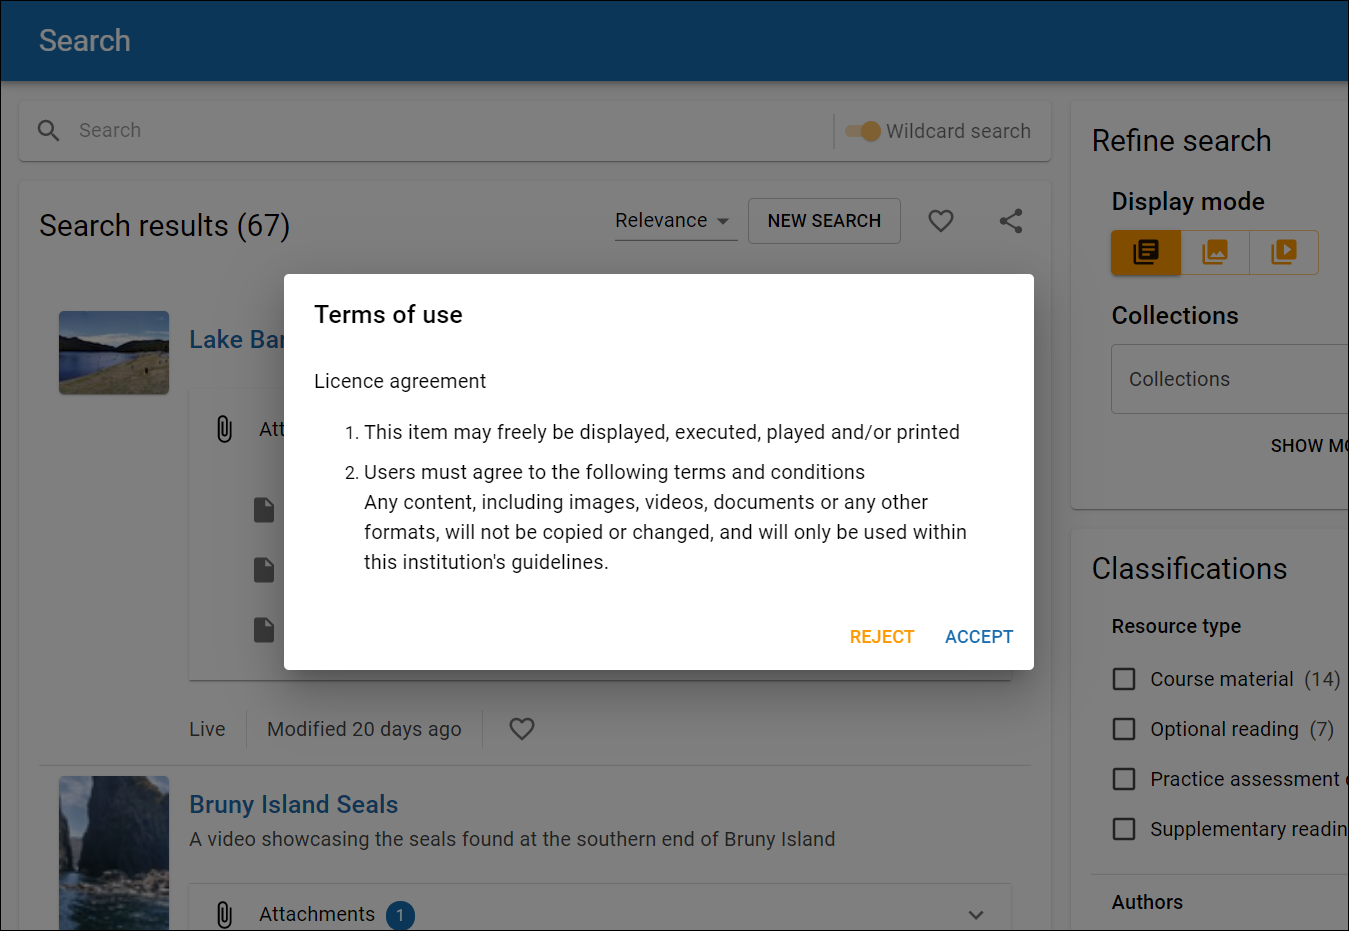 Search
Search
Wildcard search
Search results (67)
Relevance
NEW SEARCH
Lake Bar
Att
Terms of use
Licence agreement
1. This item may freely be displayed, executed, played and/or printed
2. Users must agree to the following terms and conditions
Any content, including images, videos, documents or any other
formats, will not be copied or changed, and will only be used within
this institution's guidelines.
REJECT
ACCEPT
Live
Modified 20 days ago
Bruny Island Seals
A video showcasing the seals found at the southern end of Bruny Island
Attachments 1
Refine search
Display mode
Collections
Collections
SHOW MO
Classifications
Resource type
Course material (14)
Optional reading (7)
Practice assessment
Supplementary readin
Authors